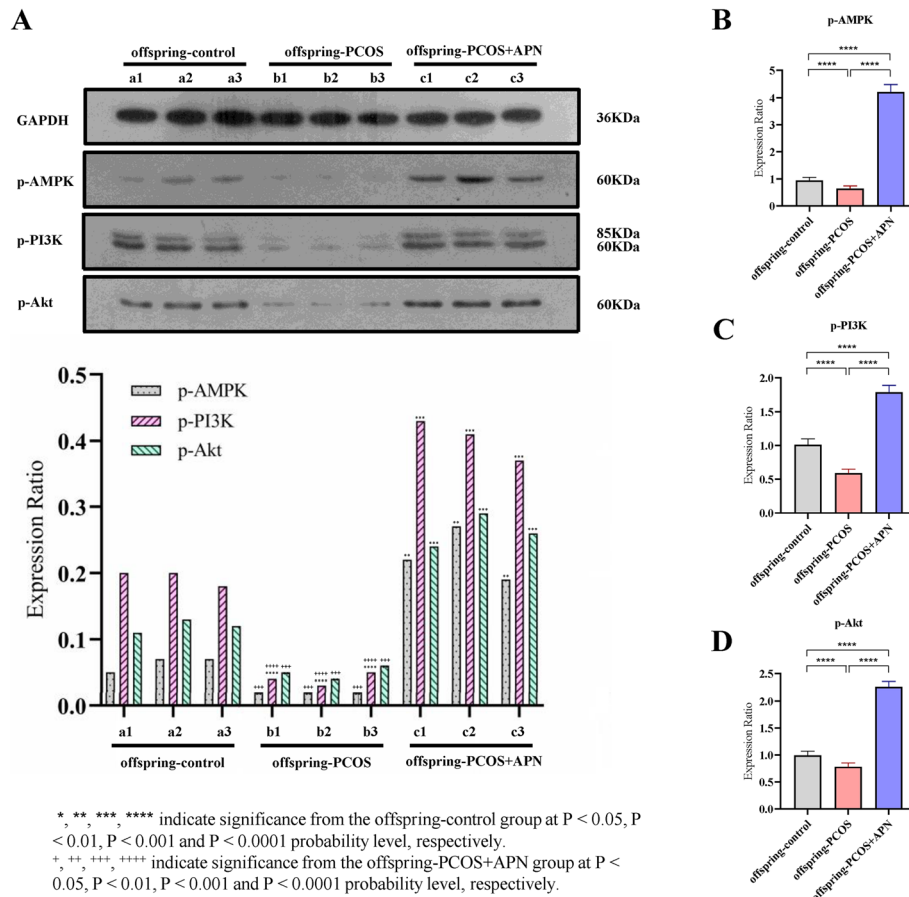 A
offspring-control offspring-PCOS offspring-PCOS+APN
a1 a2 a3 b1 b2 b3 c1 c2 c3
GAPDH 36KDa
p-AMPK 60KDa
p-PI3K 85KDa
60KDa
p-Akt 60KDa
Expression Ratio
0.5
0.4
0.3
0.2
0.1
0.0
p-AMPK
p-PI3K
p-Akt
+++ ++++ **** +++ +++ ++++ **** +++ +++ ++++ **** +++ ** *** *** ** *** *** ** *** ***
a1 a2 a3 b1 b2 b3 c1 c2 c3
offspring-control offspring-PCOS offspring-PCOS+APN
*, **, ***, **** indicate significance from the offspring-control group at P < 0.05, P
< 0.01, P < 0.001 and P < 0.0001 probability level, respectively.
+, ++, +++, ++++ indicate significance from the offspring-PCOS+APN group at P <
0.05, P < 0.01, P < 0.001 and P < 0.0001 probability level, respectively.
B
p-AMPK
****
**** ****
Expression Ratio
5
4
3
2
1
0
offspring-control
offspring-PCOS
offspring-PCOS+APN
C
p-PI3K
****
**** ****
Expression Ratio
2.0
1.5
1.0
0.5
0.0
offspring-control
offspring-PCOS
offspring-PCOS+APN
D
p-Akt
****
**** ****
Expression Ratio
2.5
2.0
1.5
1.0
0.5
0.0
offspring-control
offspring-PCOS
offspring-PCOS+APN